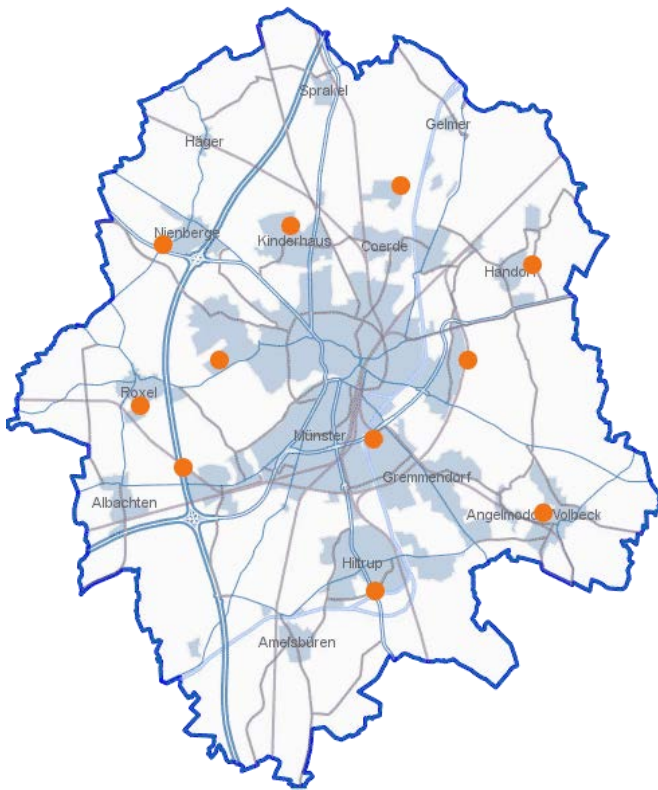 Sprakel
Gelmer
Häger
Nienberge
Kinderhaus
Coerde
Handorf
Roxel
Münster
Gremmendorf
Albachten
Angelmodde
Wolbeck
Hiltrup
Amelsbüren